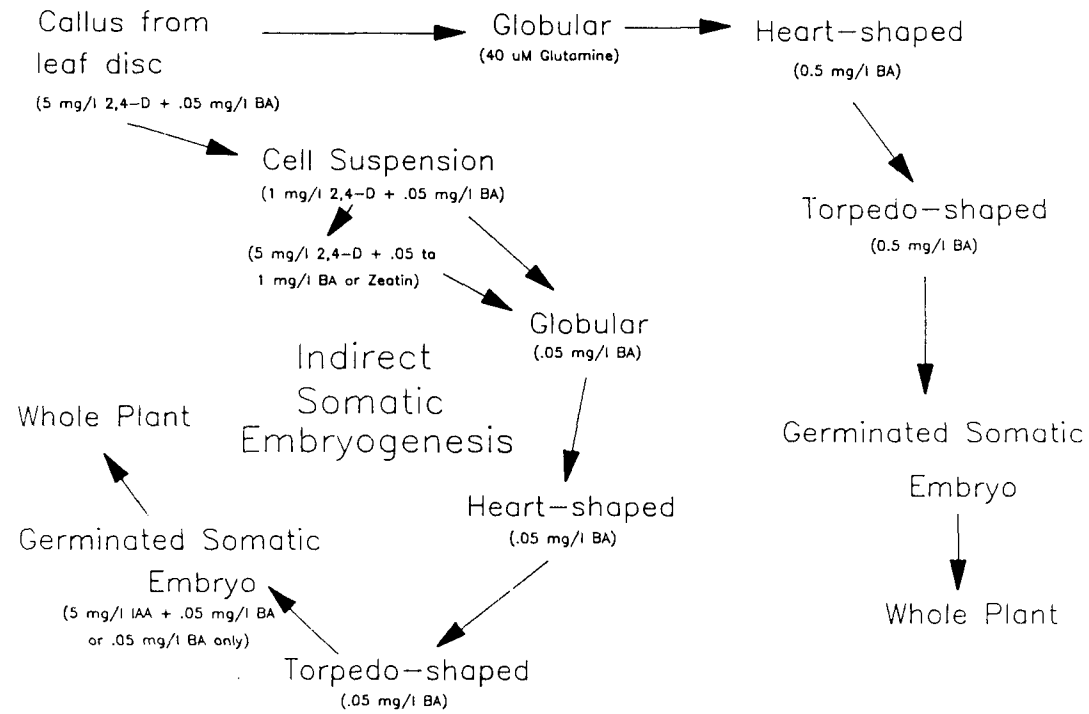 Callus from
leaf disc
(5 mg/l 2,4-D + .05 mg/l BA)
Globular
(40 uM Glutamine)
Heart-shaped
(0.5 mg/l BA)
Torpedo-shaped
(0.5 mg/l BA)
Germinated Somatic
Embryo
Whole Plant
Cell Suspension
(1 mg/l 2,4-D + .05 mg/l BA)
(5 mg/l 2,4-D + .05 to
1 mg/l BA or Zeatin)
Globular
(.05 mg/l BA)
Indirect
Somatic
Embryogenesis
Heart-shaped
(.05 mg/l BA)
Torpedo-shaped
(.05 mg/l BA)
Germinated Somatic
Embryo
(5 mg/l IAA + .05 mg/l BA
or .05 mg/l BA only)
Whole Plant